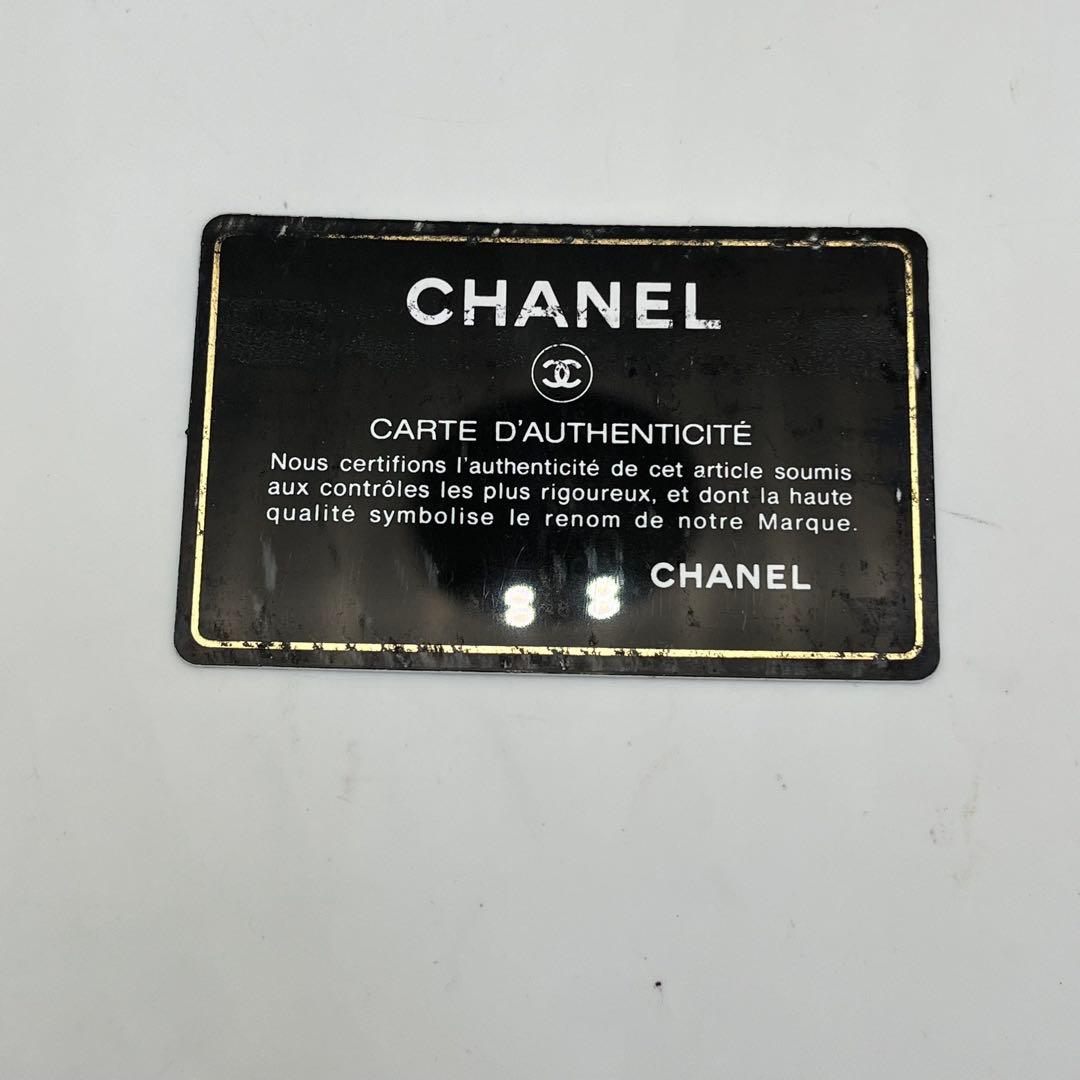 CHANEL
CARTE D'AUTHENTICITÉ
Nous certifions l'authenticité de cet article soumis
aux contrôles les plus rigoureux, et dont la haute
qualité symbolise le renom de notre Marque.
CHANEL